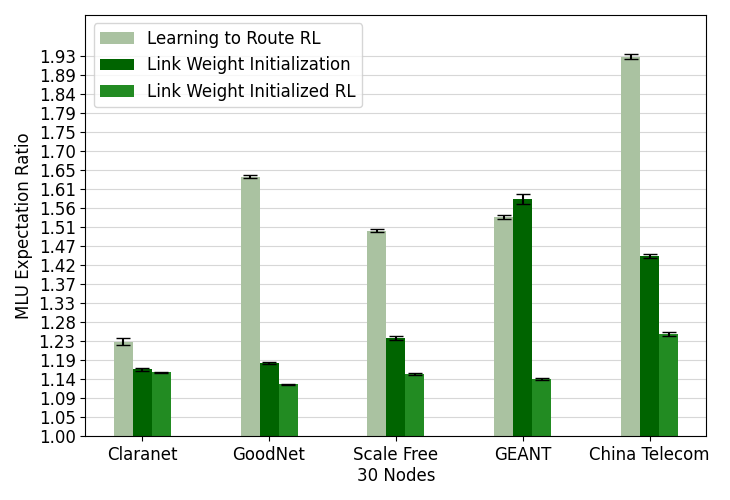 Learning to Route RL
Link Weight Initialization
Link Weight Initialized RL
MLU Expectation Ratio
1.93
1.89
1.84
1.79
1.75
1.70
1.65
1.61
1.56
1.51
1.47
1.42
1.37
1.33
1.28
1.23
1.19
1.14
1.09
1.05
1.00
Claranet
GoodNet
Scale Free
30 Nodes
GEANT
China Telecom